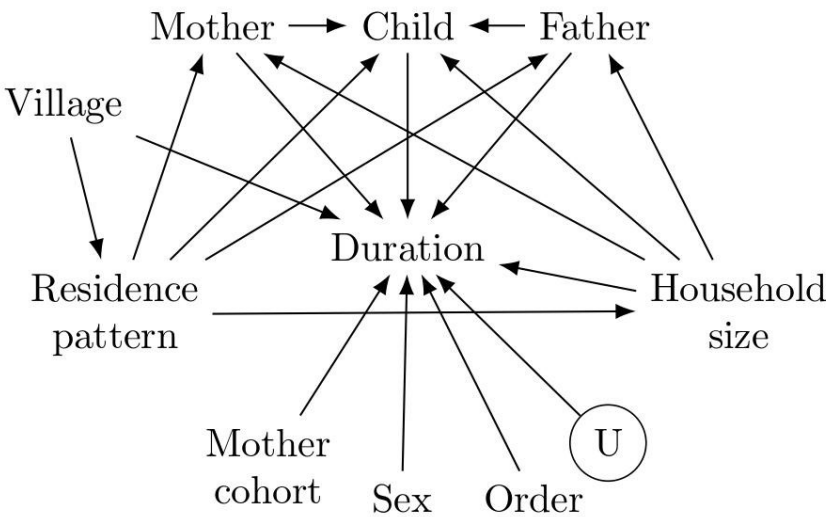 Mother Child Father
Village
Duration
Residence
pattern
Household
size
Mother
cohort
Sex
Order
U